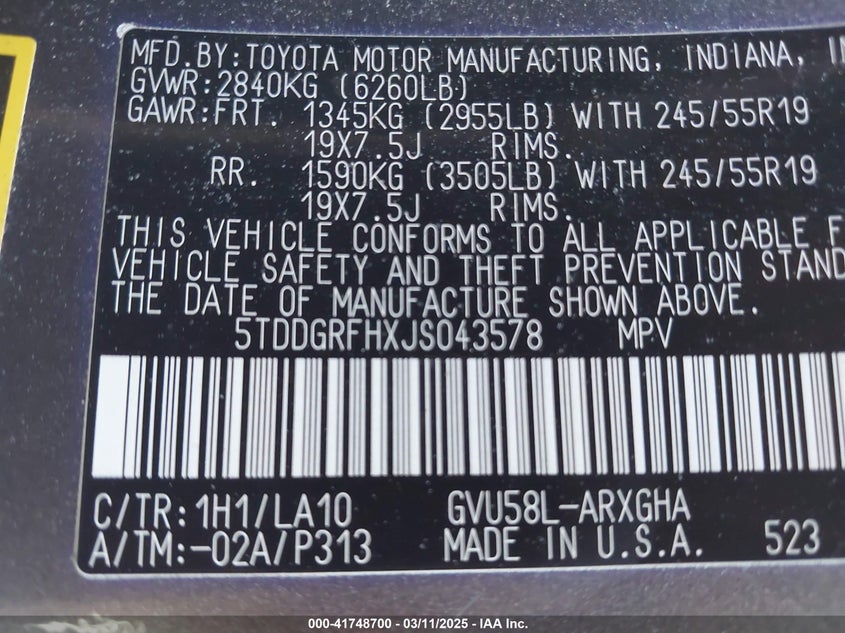 MFD.BY:TOYOTA MOTOR MANUFACTURING, INDIANA,
GVWR:2840KG (6260LB)
GAWR:FRT. 1345KG (2955LB) WITH 245/55R19
19X7.5J RIMS.
RR. 1590KG (3505LB) WITH 245/55R19
19X7.5J RIMS.
THIS VEHICLE CONFORMS TO ALL APPLICABLE F
VEHICLE SAFETY AND THEFT PREVENTION STAND
THE DATE OF MANUFACTURE SHOWN ABOVE.
5TDDGRFHXJS043578 MPV
C/TR:1H1/LA10 GVU58L-ARXGHA
A/TM:-02A/P313 MADE IN U.S.A. 523
000-41748700 - 03/11/2025 - IAA Inc.